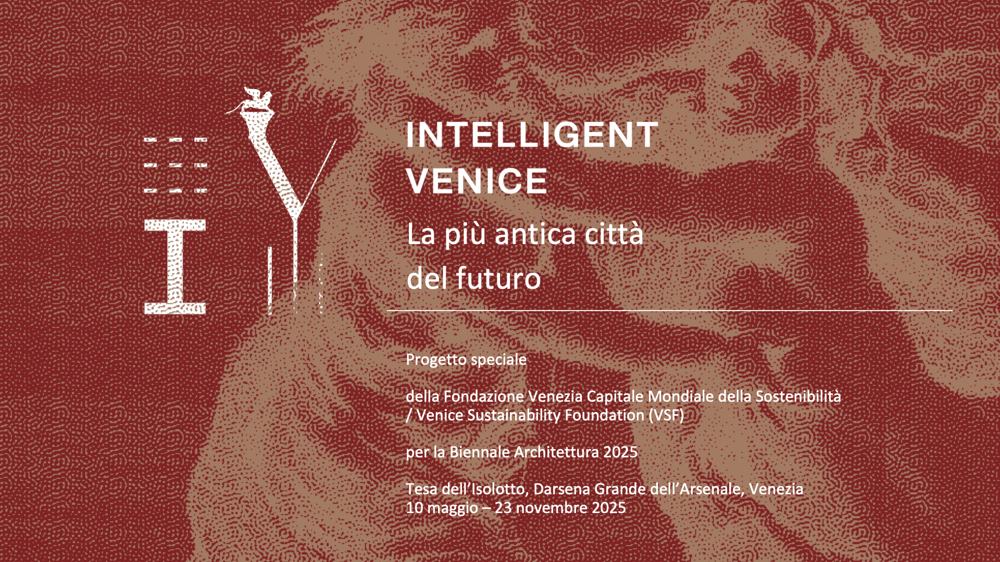 INTELLIGENT
VENICE
La più antica città
del futuro
Progetto speciale
della Fondazione Venezia Capitale Mondiale della Sostenibilità
/ Venice Sustainability Foundation (VSF)
per la Biennale Architettura 2025
Tesa dell’Isolotto, Darsena Grande dell’Arsenale, Venezia
10 maggio – 23 novembre 2025